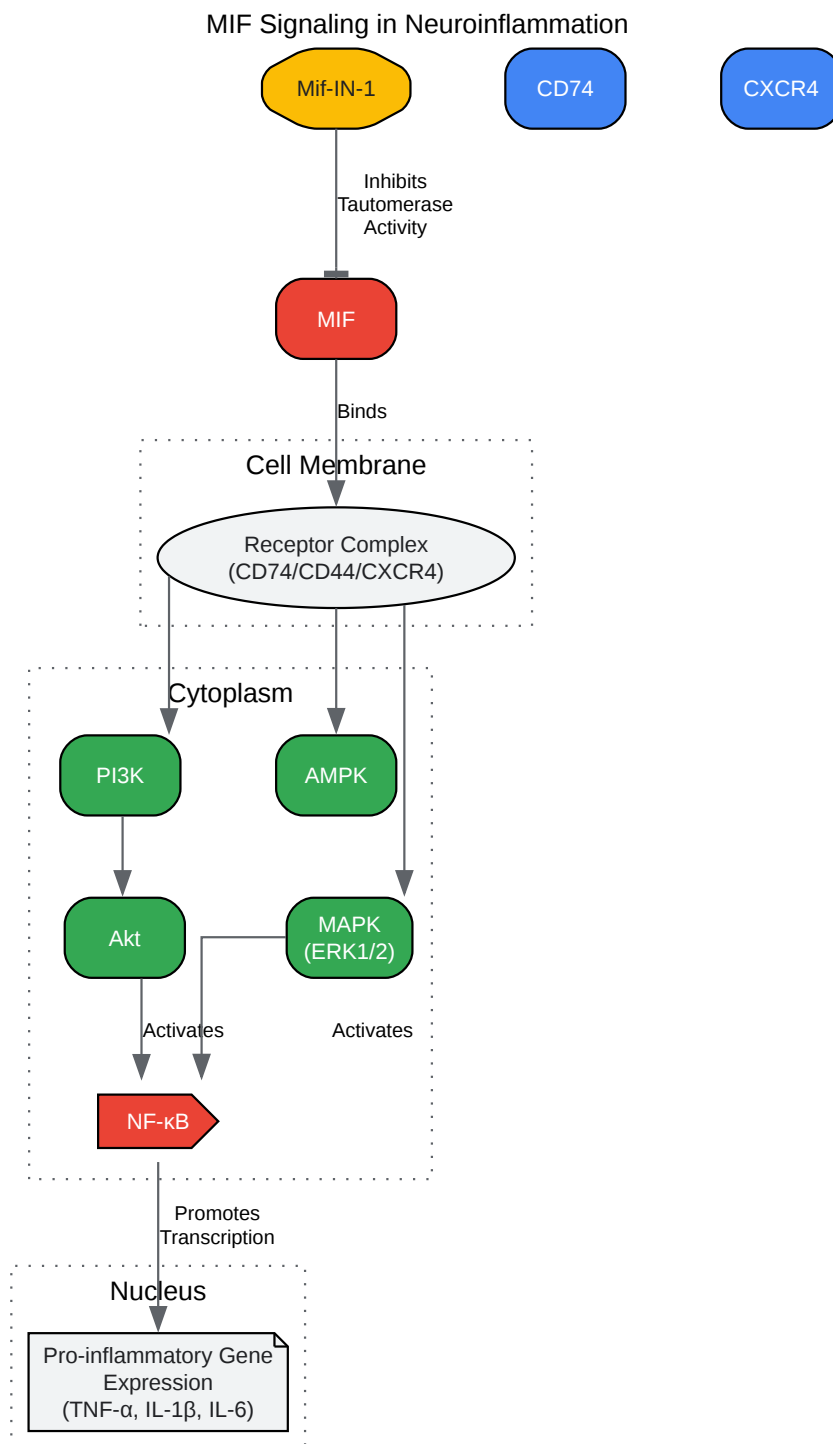 MIF Signaling in Neuroinflammation
Mif-IN-1
CD74
CXCR4
Inhibits
Tautomerase
Activity
MIF
Binds
Cell Membrane
Receptor Complex
(CD74/CD44/CXCR4)
Cytoplasm
PI3K
AMPK
Akt
MAPK
(ERK1/2)
Activates
Activates
NF-κB
Promotes
Transcription
Nucleus
Pro-inflammatory Gene
Expression
(TNF-α, IL-1β, IL-6)